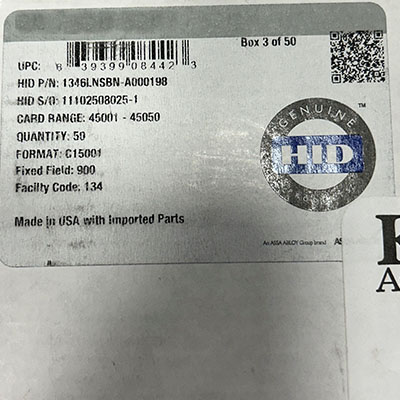 Box 3 of 50
UPC: 8 39399 08442 3
HID P/N: 1346LNSBN-A000198
HID S/O: 11102508025-1
CARD RANGE: 45001 - 45050
QUANTITY: 50
FORMAT: C15001
Fixed Field: 900
Facility Code: 134
GENUINE
HID
™
Made in USA with Imported Parts
An ASSA ABLOY Group brand